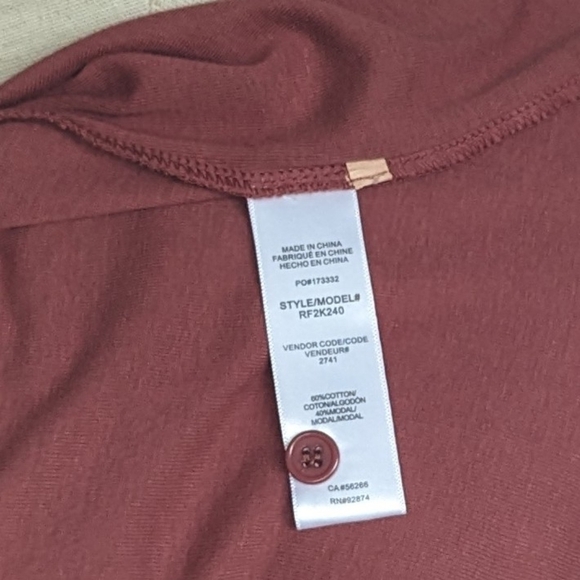 MADE IN CHINA
FABRIQUÉ EN CHINE
HECHO EN CHINA
PO#173332
STYLE/MODEL#
RF2K240
VENDOR CODE/CODE
VENDEUR#
2741
60%COTTON/
COTON/ALGODÓN
40%MODAL/
MODAL/MODAL
CA#56266
RN#92874